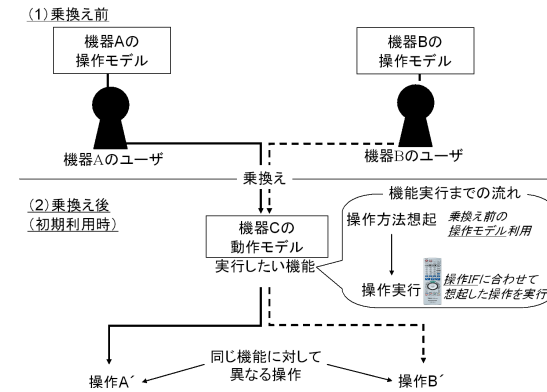 (1)乗換え前
機器Aの
操作モデル
機器Bの
操作モデル
機器Aのユーザ
機器Bのユーザ
乗換え
(2)乗換え後
(初期利用時)
機器Cの
動作モデル
実行したい機能
機能実行までの流れ
操作方法想起
乗換え前の
操作モデル利用
操作実行
操作IFに合わせて
想起した操作を実行
同じ機能に対して
異なる操作
操作A´
操作B´